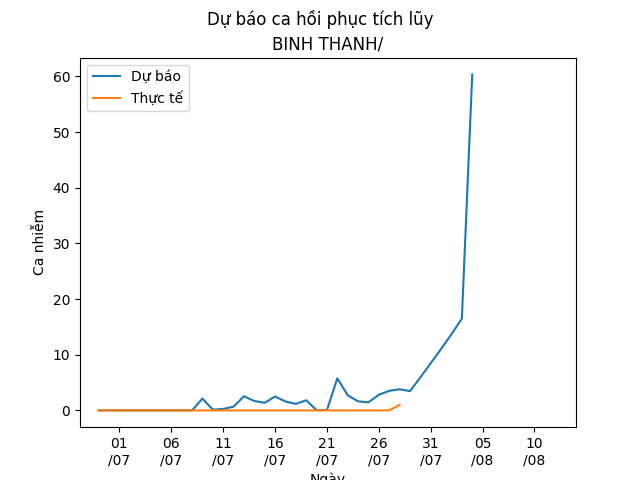 Dự báo ca hồi phục tích lũy
BINH THANH/
Dự báo
Thực tế
60
50
40
30
20
10
0
Ca nhiễm
01 06 11 16 21 26 31 05 10
/07 /07 /07 /07 /07 /07 /07 /08 /08
Ngày